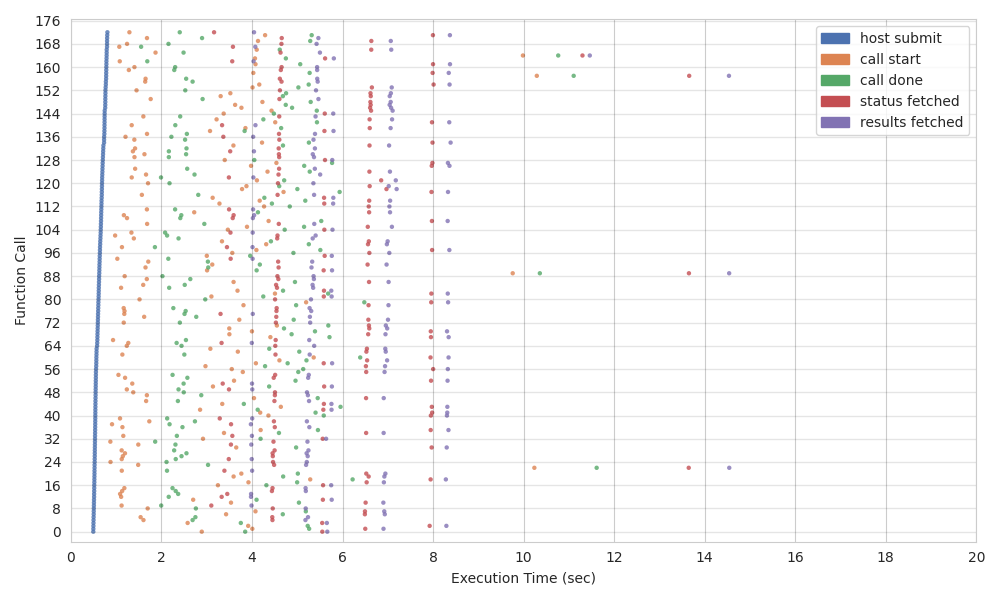 176
168
160
152
144
136
128
120
112
104
96
88
80
72
64
56
48
40
32
24
16
8
0
Function Call
0 2 4 6 8 10 12 14 16 18 20
Execution Time (sec)
host submit
call start
call done
status fetched
results fetched